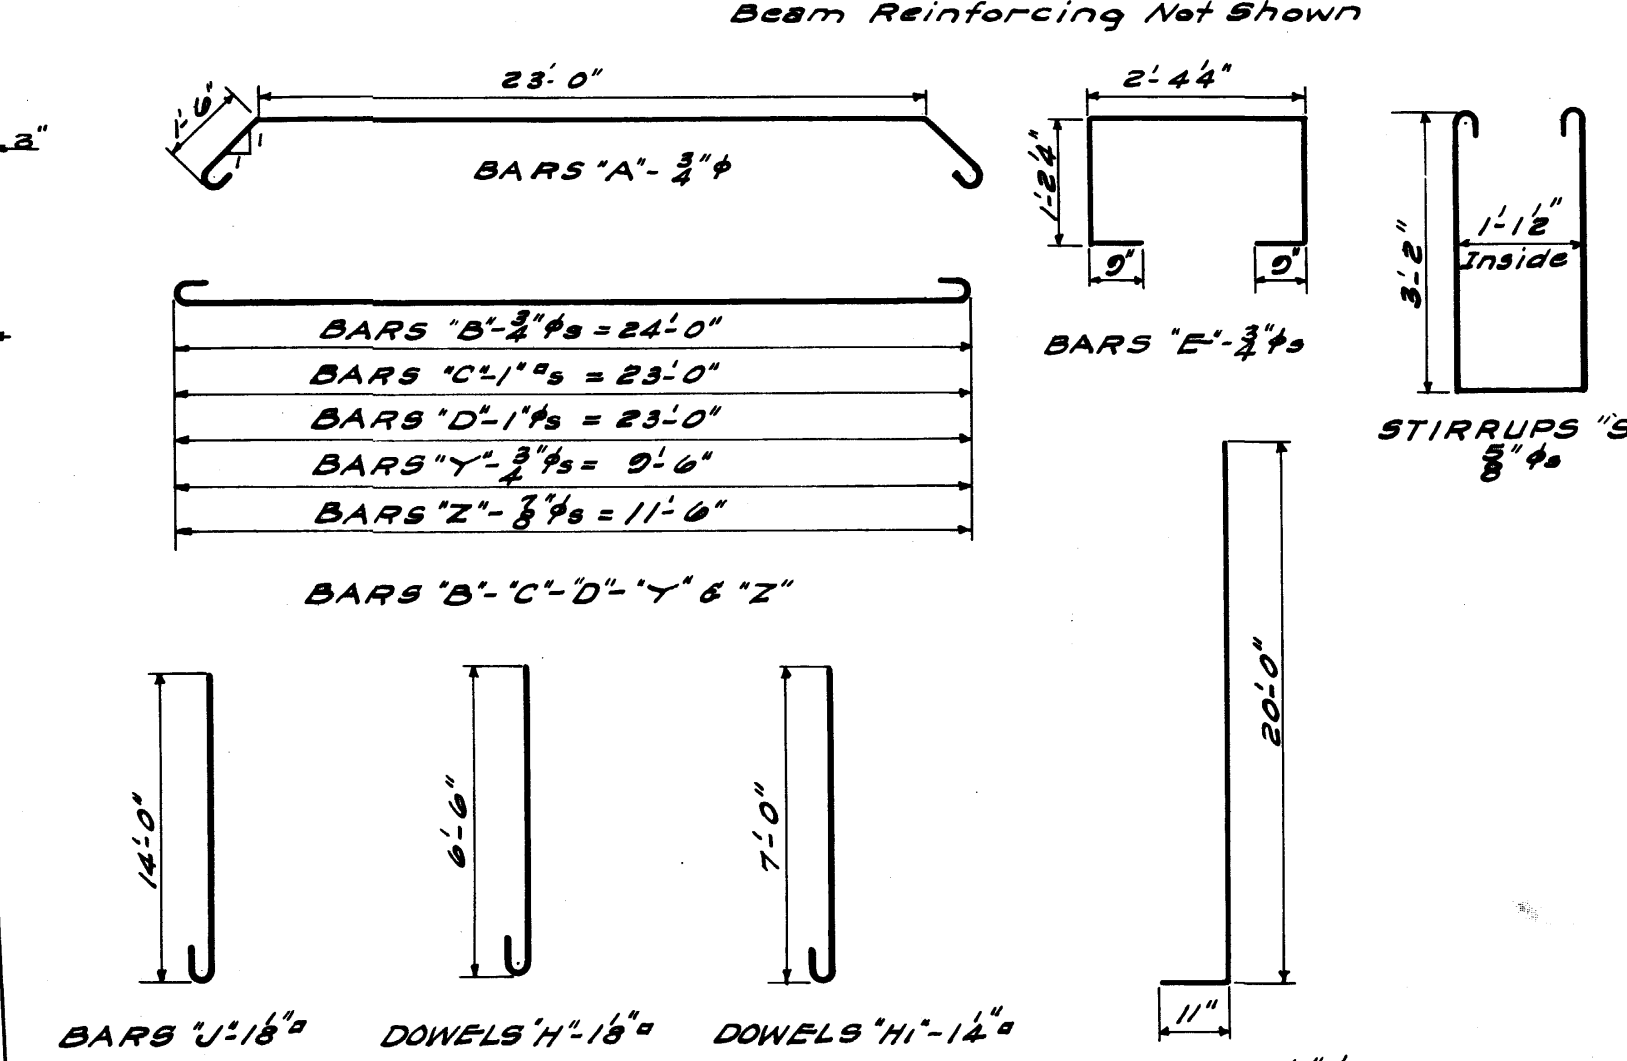 Beam Reinforcing Not Shown
23'-0"
1'-6"
1
1
BARS "A"- 3/4"ϕ
2'-4 1/4"
1'-2 1/4"
9"
9"
BARS "E"- 3/4"ϕs
3'-2"
1'-1 1/2"
Inside
STIRRUPS "S
5/8"ϕs
2"
BARS "B"- 3/4"ϕs = 24'-0"
BARS "C"-1"□s = 23'-0"
BARS "D"-1"ϕs = 23'-0"
BARS "Y"- 3/4"ϕs = 9'-6"
BARS "Z"- 7/8"ϕs = 11'-6"
BARS "B"-"C"-"D"-"Y" & "Z"
14'-0"
BARS "J"-1 1/8"□
6'-6"
DOWELS "H"-1 1/8"□
7'-0"
DOWELS "H1"-1 1/4"□
20'-0"
11"